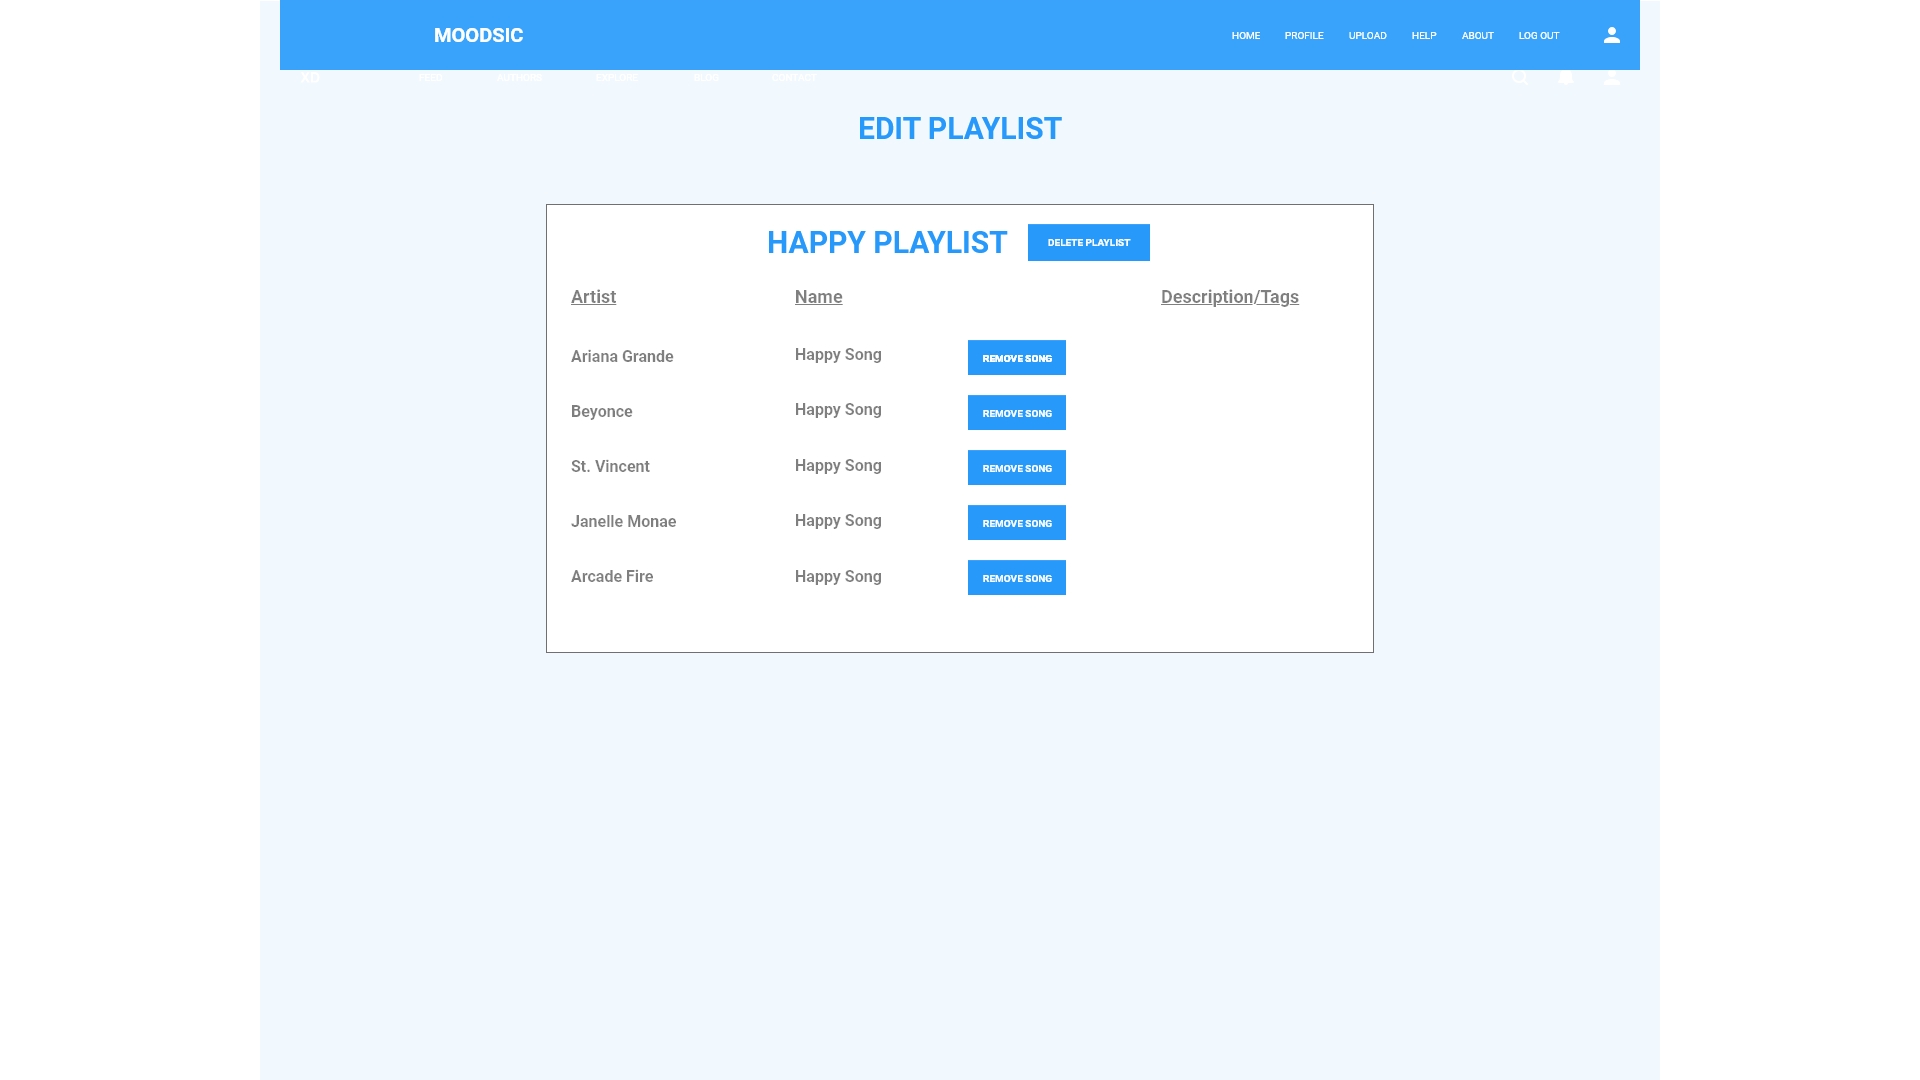 MOODSIC HOME PROFILE UPLOAD HELP ABOUT LOG OUT
XD FEED AUTHORS EXPLORE BLOG CONTACT
EDIT PLAYLIST
HAPPY PLAYLIST DELETE PLAYLIST
Artist Name Description/Tags
Ariana Grande Happy Song REMOVE SONG
Beyonce Happy Song REMOVE SONG
St. Vincent Happy Song REMOVE SONG
Janelle Monae Happy Song REMOVE SONG
Arcade Fire Happy Song REMOVE SONG